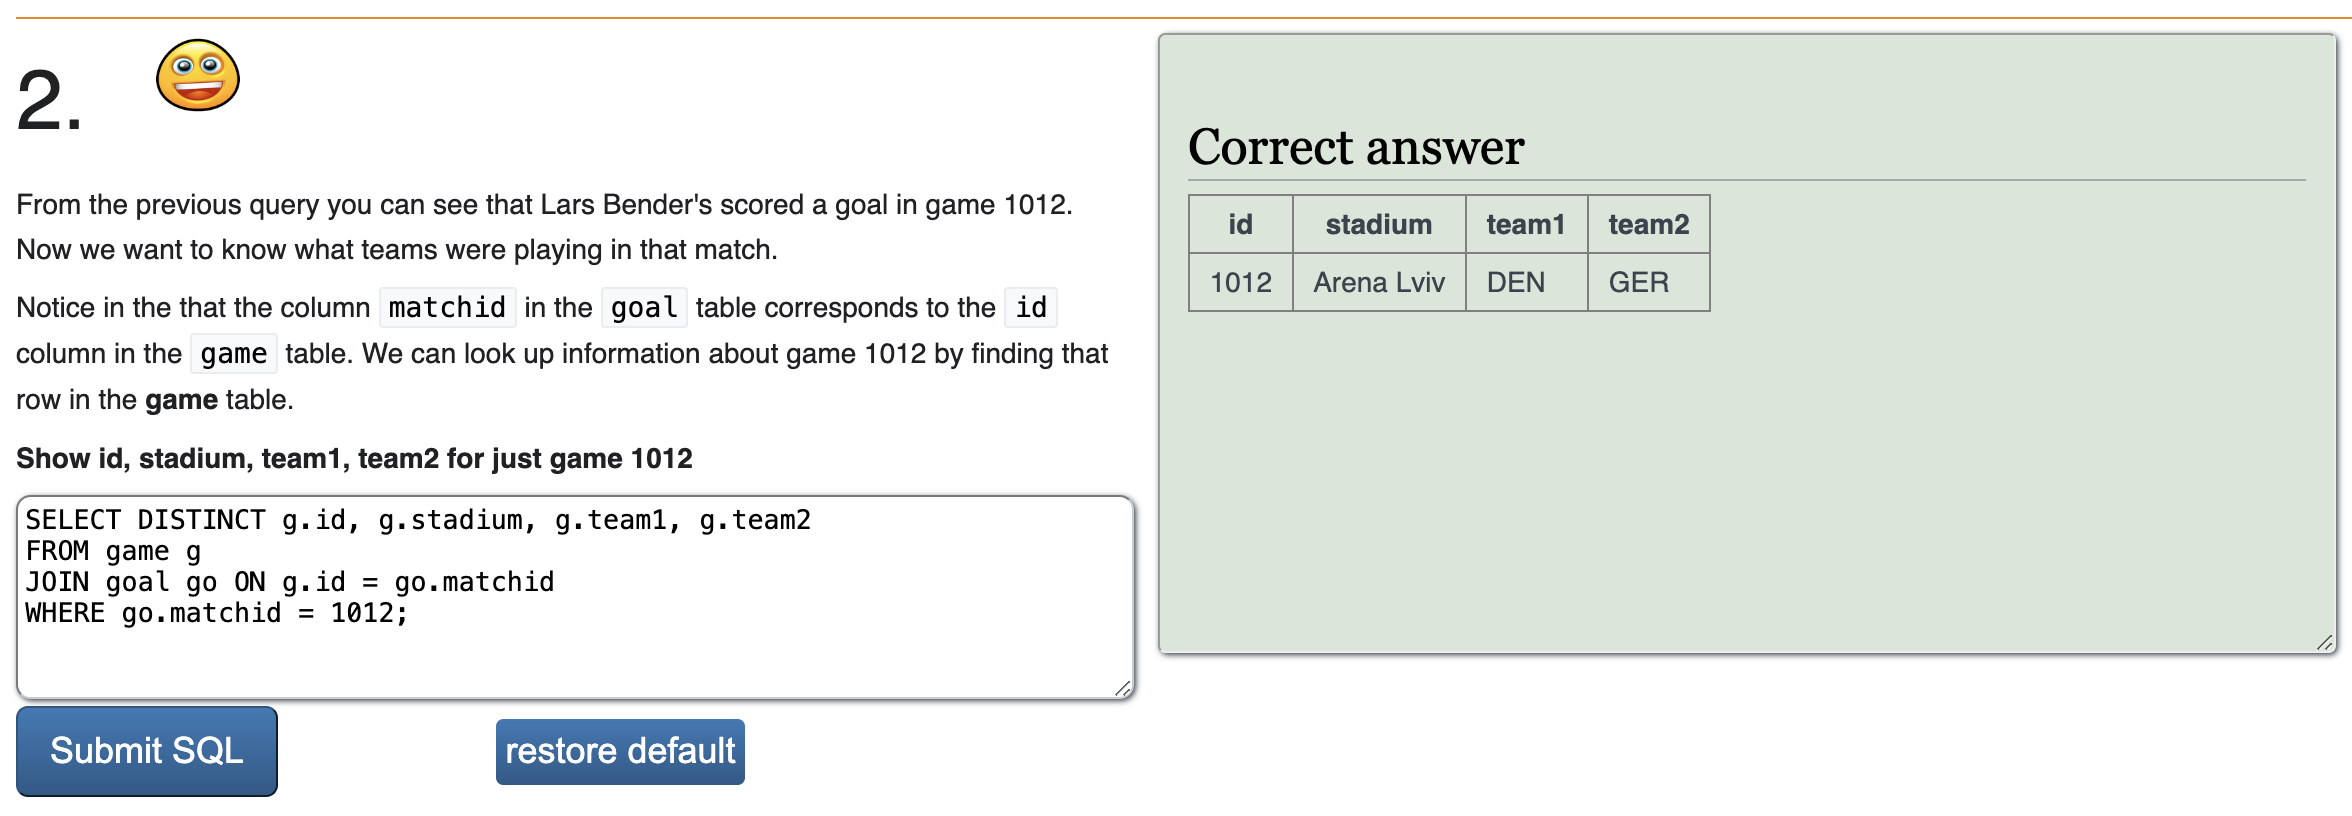 2.
From the previous query you can see that Lars Bender's scored a goal in game 1012.
Now we want to know what teams were playing in that match.
Notice in the that the column matchid in the goal table corresponds to the id
column in the game table. We can look up information about game 1012 by finding that
row in the game table.
Show id, stadium, team1, team2 for just game 1012
SELECT DISTINCT g.id, g.stadium, g.team1, g.team2
FROM game g
JOIN goal go ON g.id = go.matchid
WHERE go.matchid = 1012;
Submit SQL restore default
Correct answer
id stadium team1 team2
1012 Arena Lviv DEN GER